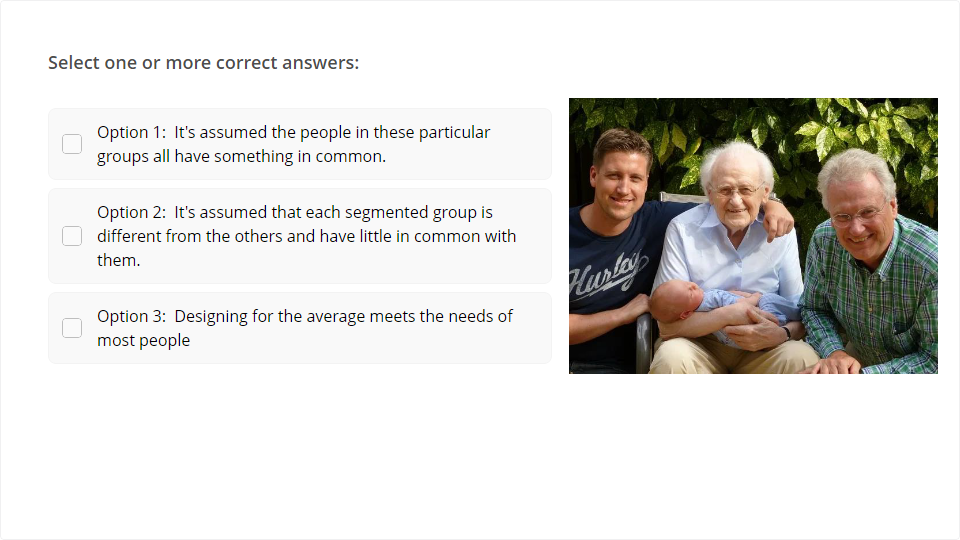 Select one or more correct answers:
Option 1:  It's assumed the people in these particular
groups all have something in common.
Option 2:  It's assumed that each segmented group is
different from the others and have little in common with
them.
Option 3:  Designing for the average meets the needs of
most people
Hurley